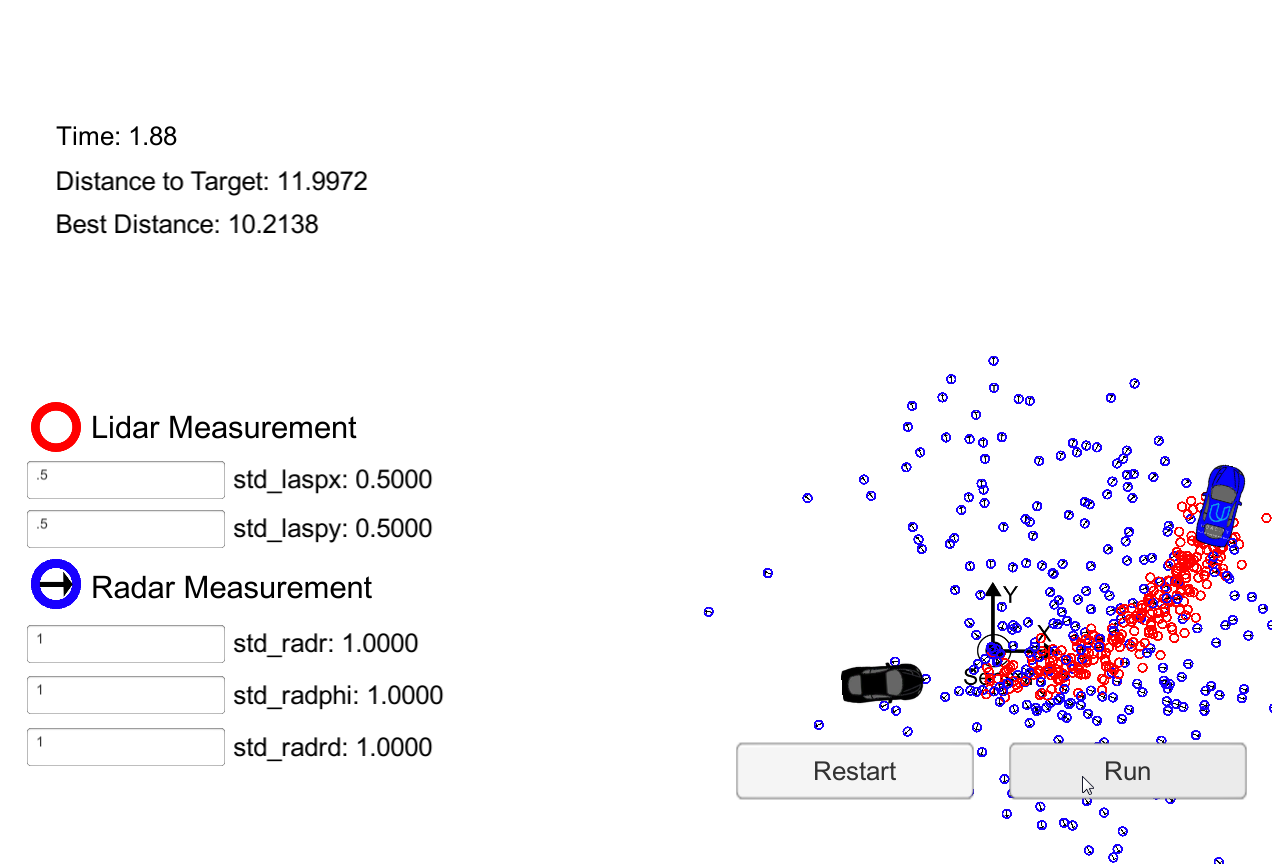 Time: 1.88
Distance to Target: 11.9972
Best Distance: 10.2138
Lidar Measurement
.5
std_laspx: 0.5000
.5
std_laspy: 0.5000
Radar Measurement
1
std_radr: 1.0000
1
std_radphi: 1.0000
1
std_radrd: 1.0000
Y
X
Restart
Run